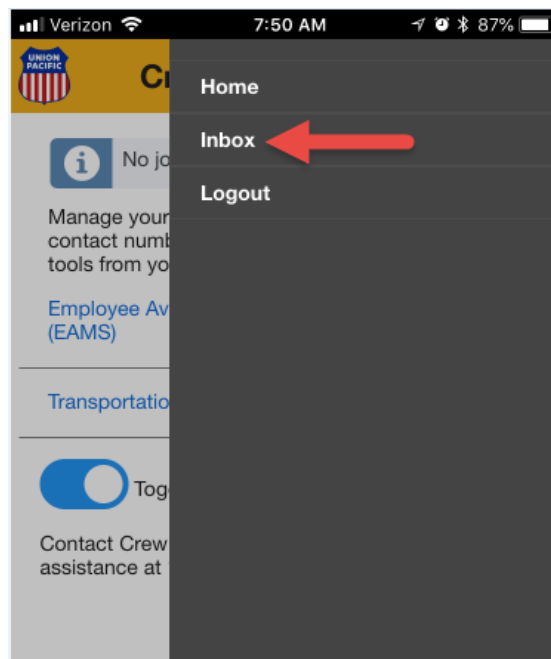 Verizon 7:50 AM 87%
UNION
PACIFIC
Home
Inbox
Logout
No jo
Manage your
contact numb
tools from yo
Employee Av
(EAMS)
Transportatio
Tog
Contact Crew
assistance at